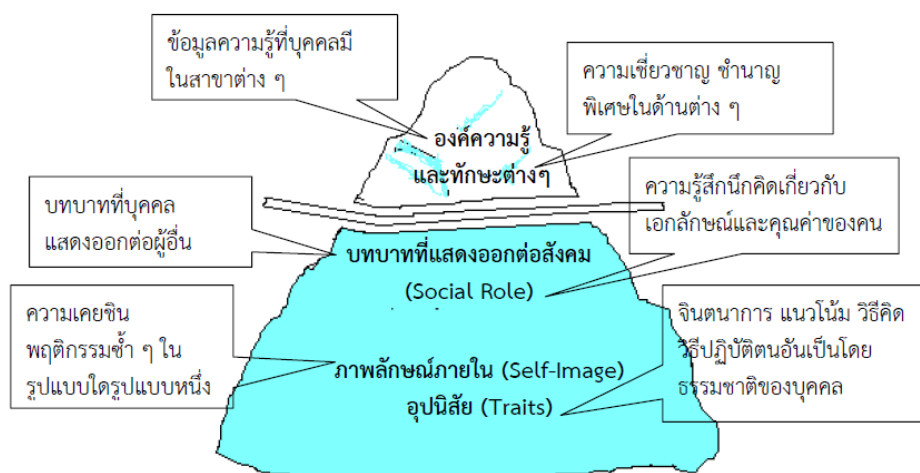 ข้อมูลความรู้ที่บุคคลมี
ในสาขาต่าง ๆ
ความเชี่ยวชาญ ชำนาญ
พิเศษในด้านต่าง ๆ
องค์ความรู้
และทักษะต่างๆ
บทบาทที่บุคคล
แสดงออกต่อผู้อื่น
ความรู้สึกนึกคิดเกี่ยวกับ
เอกลักษณ์และคุณค่าของคน
บทบาทที่แสดงออกต่อสังคม
(Social Role)
ความเคยชิน
พฤติกรรมซ้ำ ๆ ใน
รูปแบบใดรูปแบบหนึ่ง
จินตนาการ แนวโน้ม วิธีคิด
วิธีปฏิบัติตนอันเป็นโดย
ธรรมชาติของบุคคล
ภาพลักษณ์ภายใน (Self-Image)
อุปนิสัย (Traits)